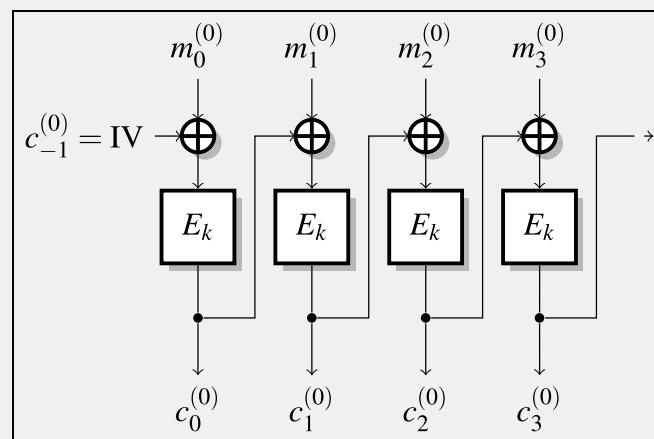 m_0^{(0)} m_1^{(0)} m_2^{(0)} m_3^{(0)}
c_{-1}^{(0)} = IV
E_k E_k E_k E_k
c_0^{(0)} c_1^{(0)} c_2^{(0)} c_3^{(0)}